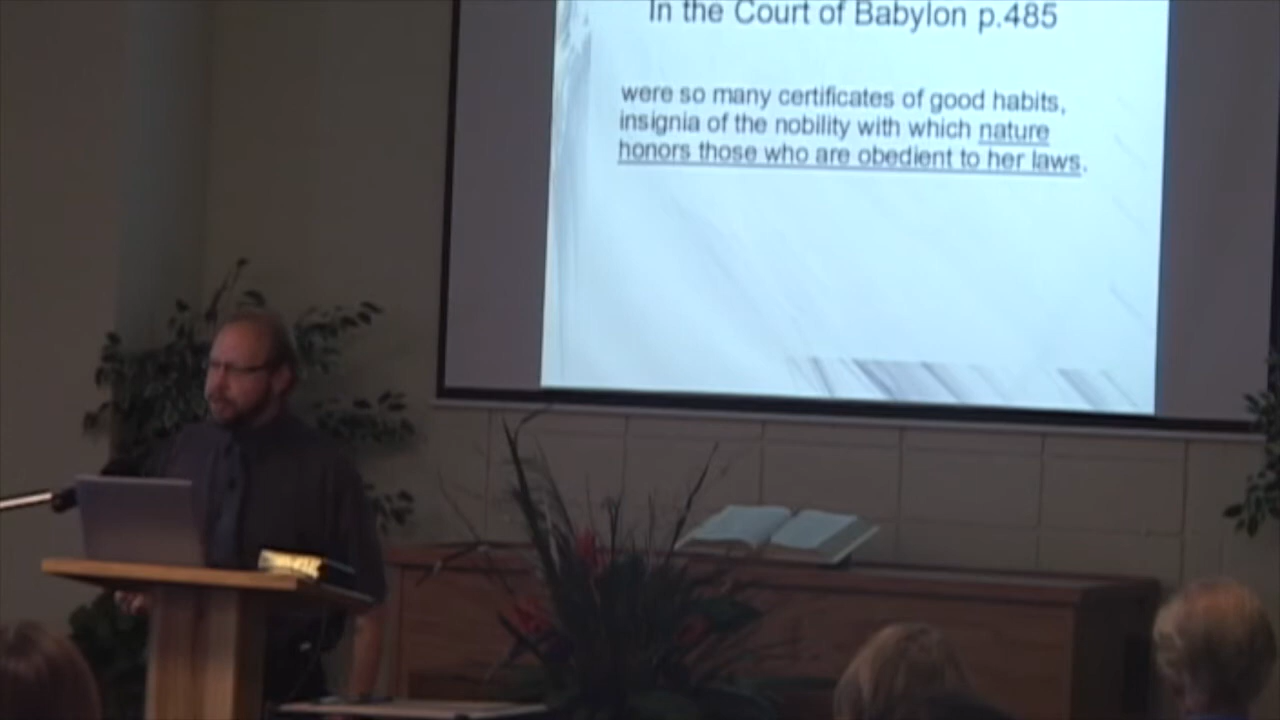 In the Court of Babylon p.485
were so many certificates of good habits,
insignia of the nobility with which nature
honors those who are obedient to her laws.